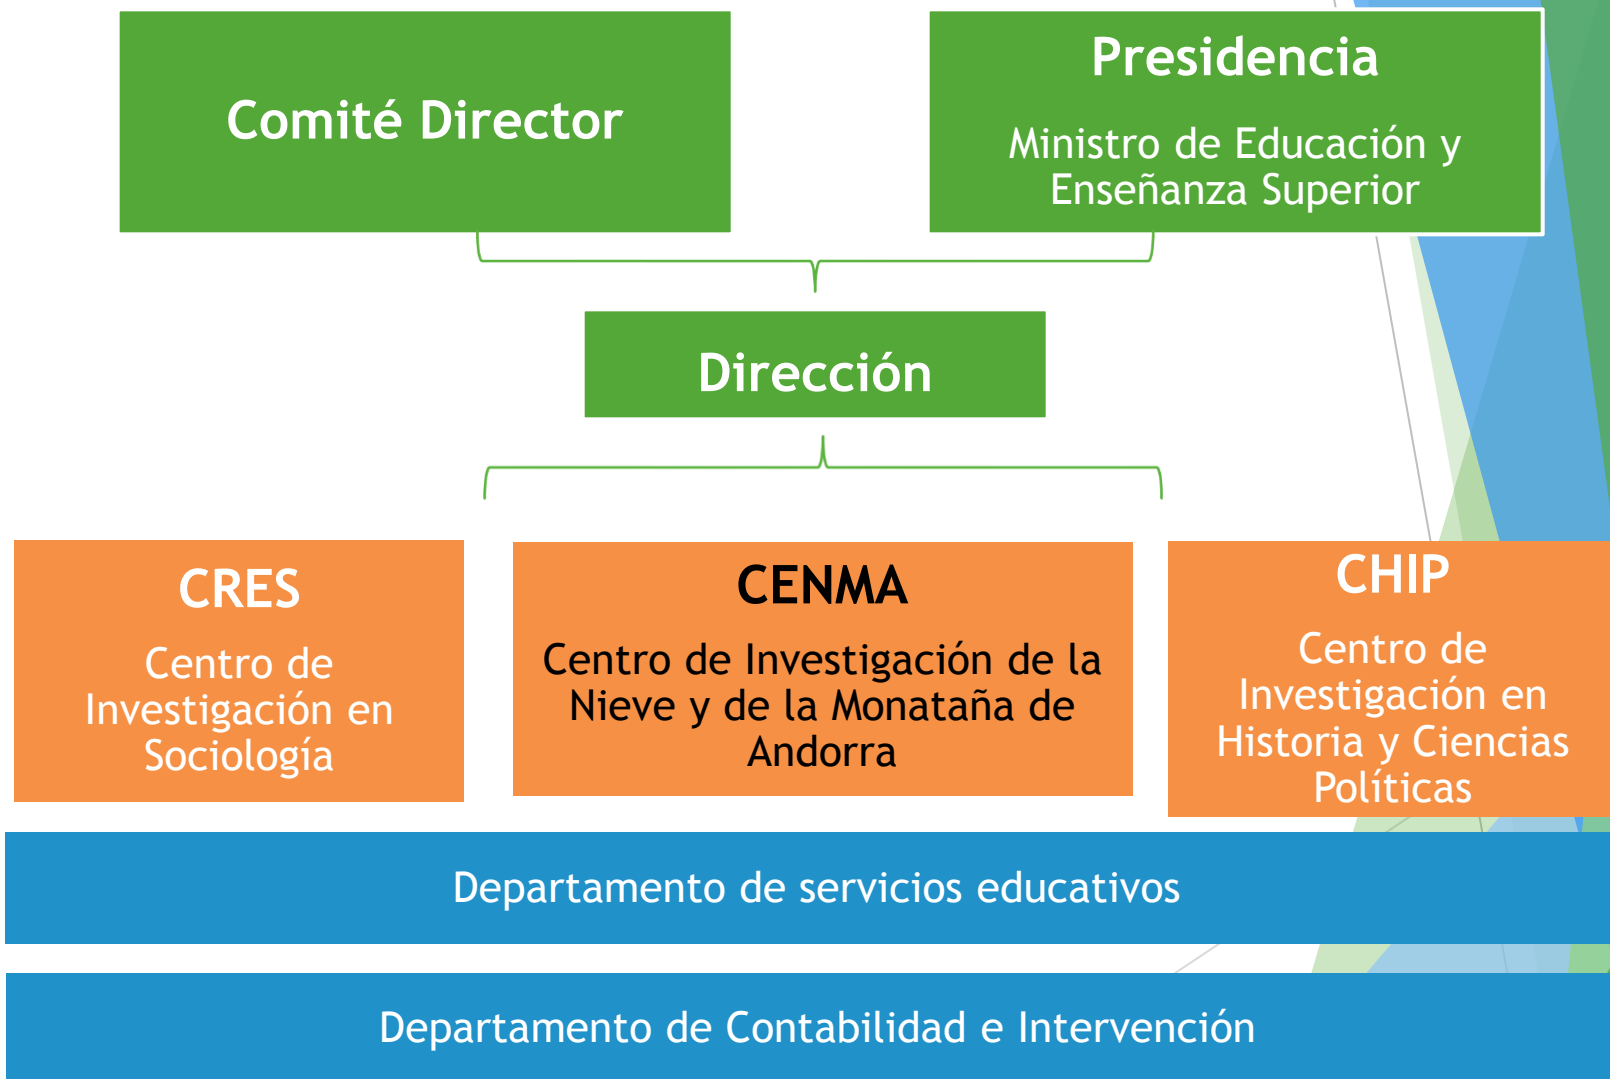 Comité Director
Presidencia
Ministro de Educación y
Enseñanza Superior
Dirección
CRES
Centro de
Investigación en
Sociología
CENMA
Centro de Investigación de la
Nieve y de la Monataña de
Andorra
CHIP
Centro de
Investigación en
Historia y Ciencias
Políticas
Departamento de servicios educativos
Departamento de Contabilidad e Intervención